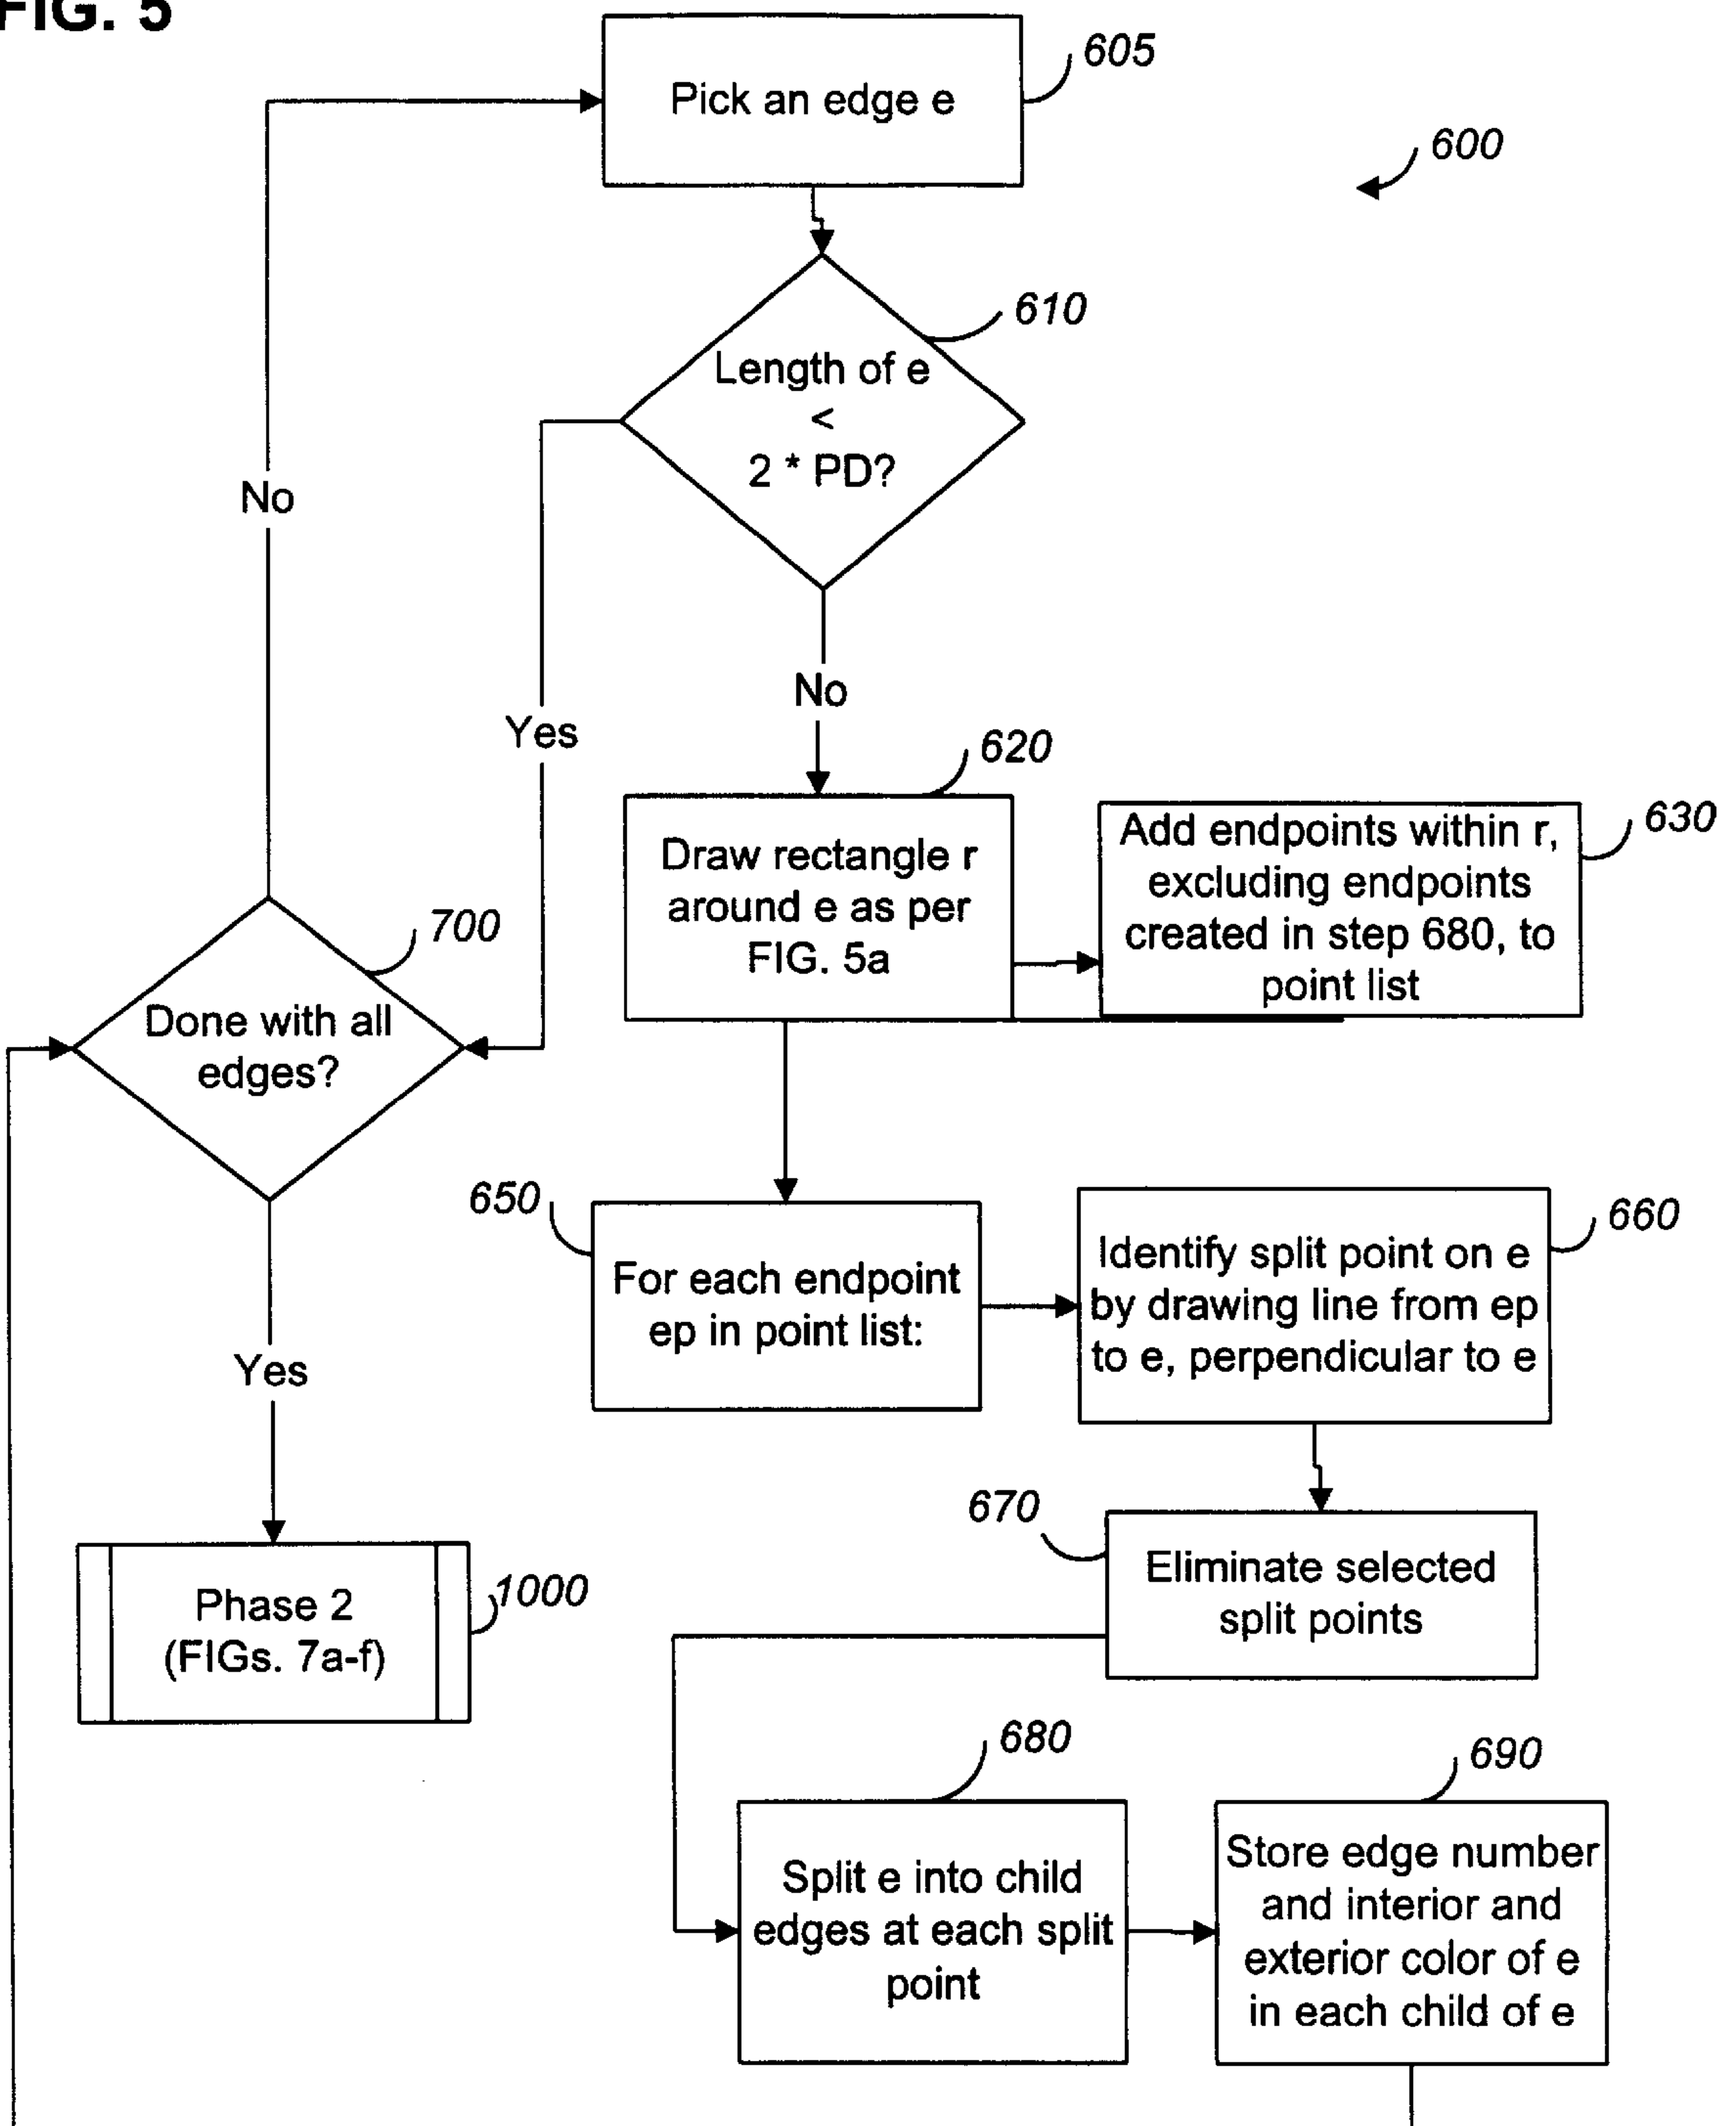 FIG. 5
605
Pick an edge e
600
610
Length of e
<
2 * PD?
No
No
Yes
620
Draw rectangle r
around e as per
FIG. 5a
630
Add endpoints within r,
excluding endpoints
created in step 680, to
point list
700
Done with all
edges?
650
For each endpoint
ep in point list:
660
Identify split point on e
by drawing line from ep
to e, perpendicular to e
Yes
670
Eliminate selected
split points
1000
Phase 2
(FIGs. 7a-f)
680
Split e into child
edges at each split
point
690
Store edge number
and interior and
exterior color of e
in each child of e